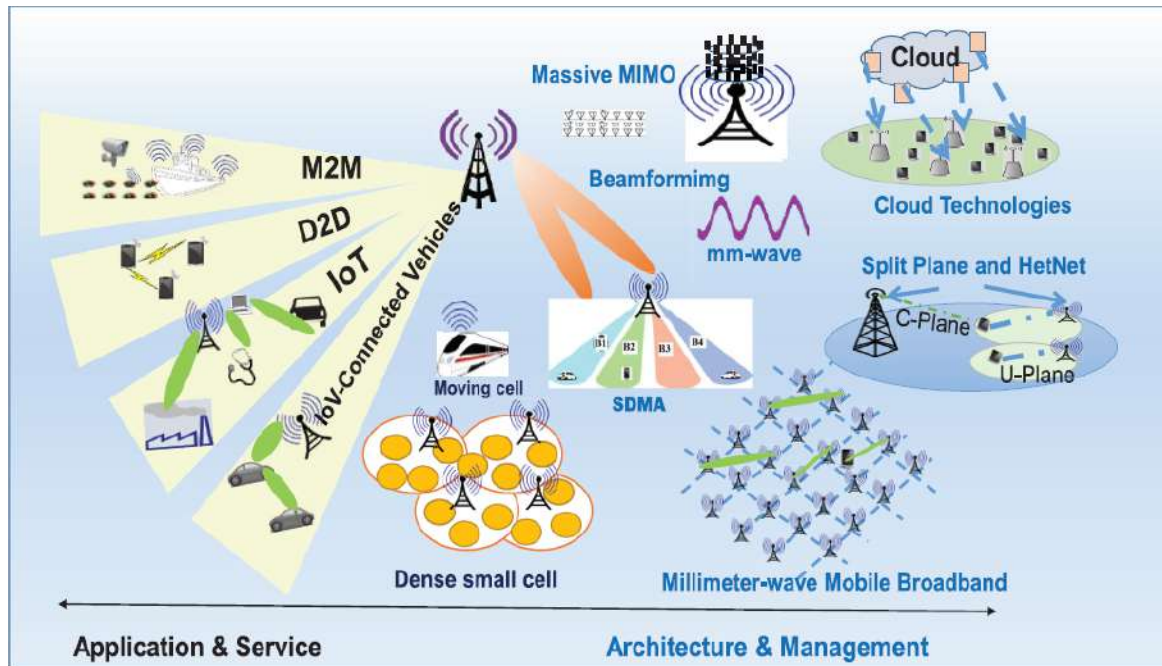 Massive MIMO
Cloud
M2M
D2D
IoT
IoV-Connected Vehicles
Beamformimg
mm-wave
Cloud Technologies
Split Plane and HetNet
C-Plane
U-Plane
Moving cell
B1
B2
B3
B4
SDMA
Dense small cell
Millimeter-wave Mobile Broadband
Application & Service
Architecture & Management